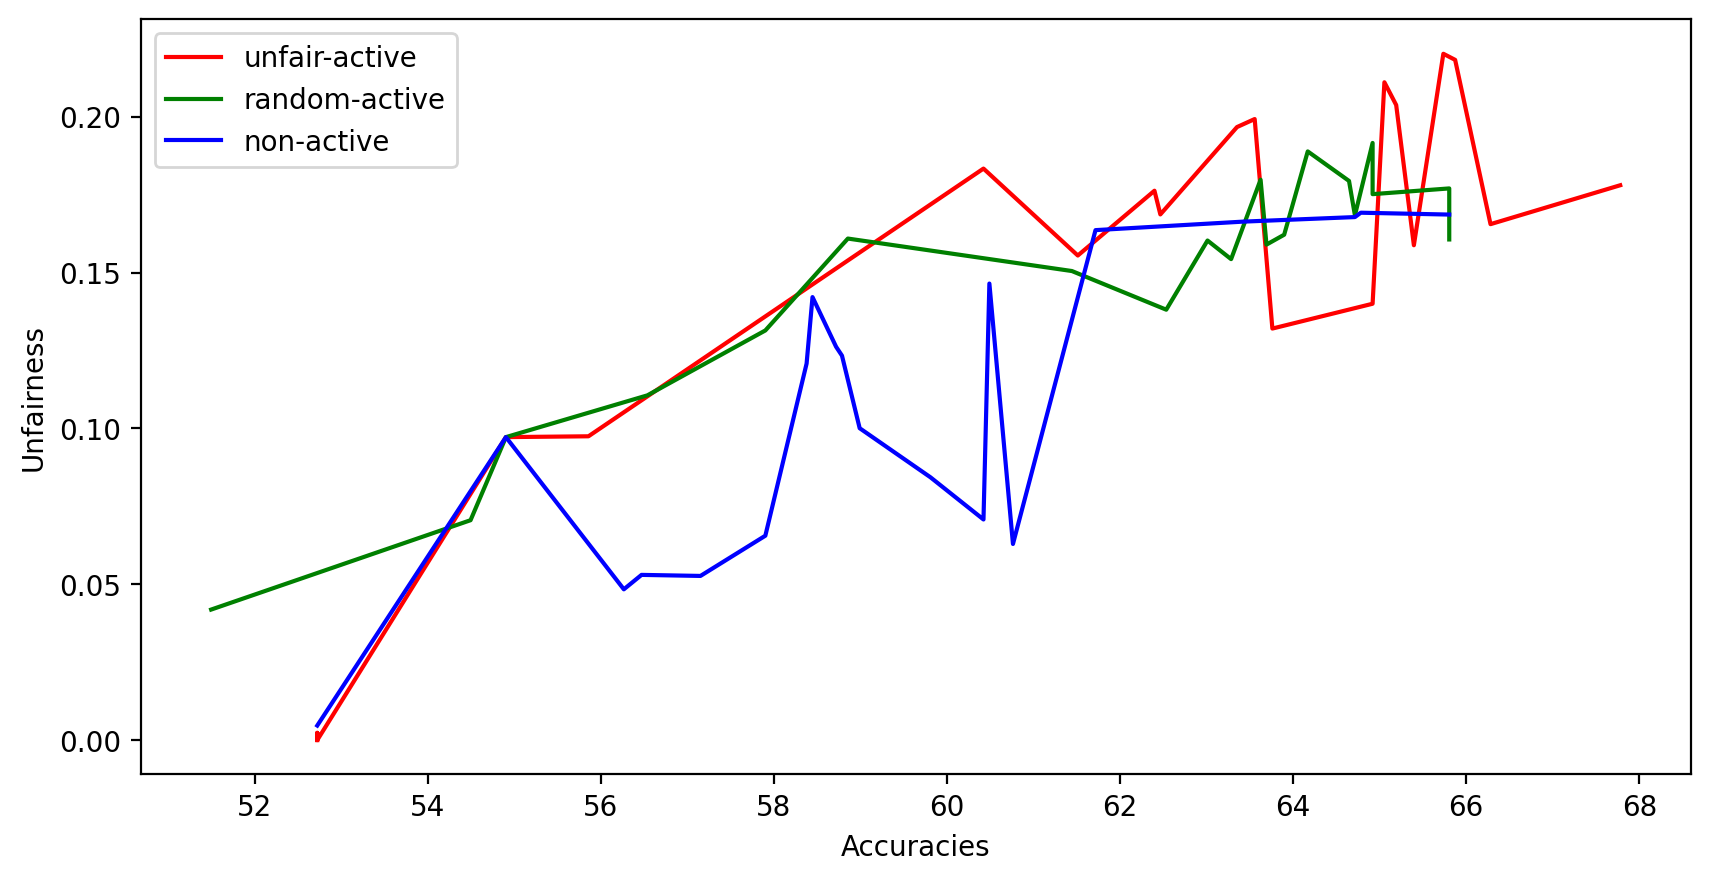 unfair-active
random-active
non-active
0.20
0.15
0.10
0.05
0.00
Unfairness
52 54 56 58 60 62 64 66 68
Accuracies